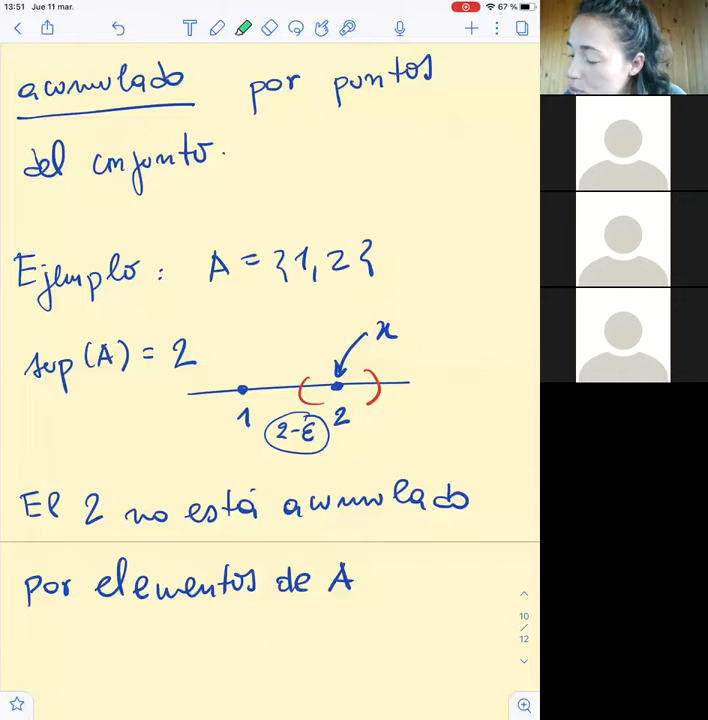 13:51 Jue 11 mar.
67 %
acumulado por puntos
del conjunto.
Ejemplo: A = {1, 2}
sup(A) = 2
x
1
2-ε
2
El 2 no está acumulado
por elementos de A
10
/
12